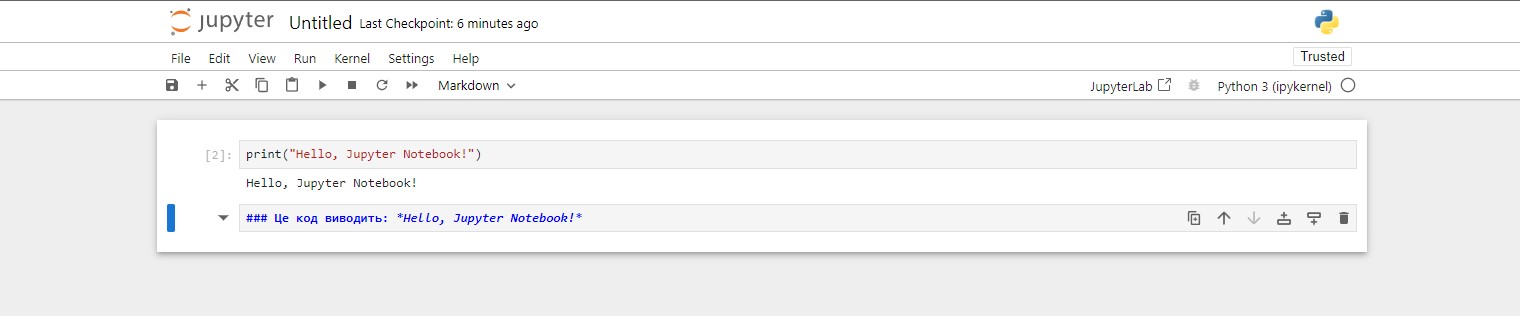 jupyter Untitled Last Checkpoint: 6 minutes ago
File Edit View Run Kernel Settings Help Trusted
Markdown JupyterLab Python 3 (ipykernel)
[2]: print("Hello, Jupyter Notebook!")
Hello, Jupyter Notebook!
### Це код виводить: *Hello, Jupyter Notebook!*